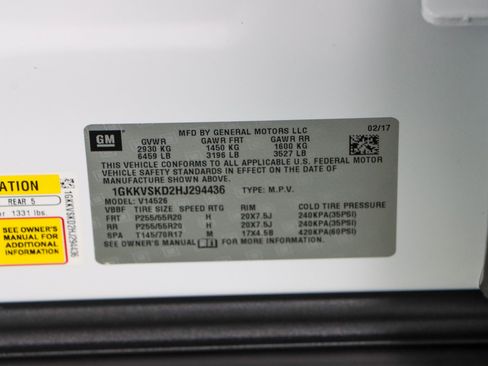 GM
MFD BY GENERAL MOTORS LLC
02/17
GVWR GAWR FRT GAWR RR
2930 KG 1450 KG 1600 KG
6459 LB 3196 LB 3527 LB
THIS VEHICLE CONFORMS TO ALL APPLICABLE U.S. FEDERAL MOTOR
VEHICLE SAFETY STANDARDS IN EFFECT ON THE DATE
OF MANUFACTURE SHOWN ABOVE.
1GKKVSKD2HJ294436 TYPE: M.P.V.
MODEL: V14526
VBBF TIRE SIZE SPEED RTG RIM COLD TIRE PRESSURE
FRT P255/55R20 H 20X7.5J 240KPA(35PSI)
RR P255/55R20 H 20X7.5J 240KPA(35PSI)
SPA T145/70R17 M 17X4.5B 420KPA(60PSI)
SEE OWNER'S MANUAL FOR MORE INFORMATION.
ATION
REAR 5
or 1331 lbs
SEE OWNER'S
MANUAL FOR
ADDITIONAL
INFORMATION
1GKKVSKD2HJ294436